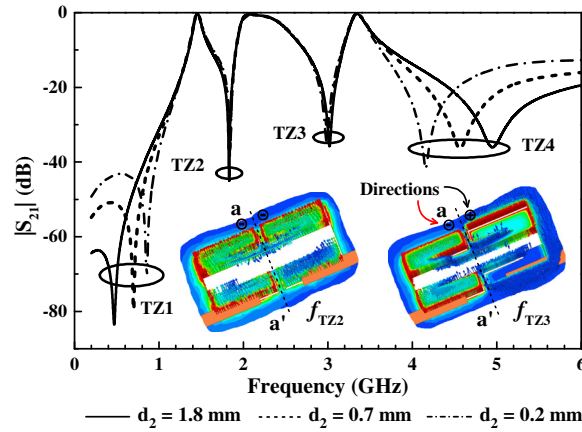 0
-20
-40
-60
-80
|S21| (dB)
TZ1
TZ2
TZ3
TZ4
Directions
a
⊖ ⊖
a'
fTZ2
a
⊖ ⊕
a'
fTZ3
0 1 2 3 4 5 6
Frequency (GHz)
d2 = 1.8 mm d2 = 0.7 mm d2 = 0.2 mm